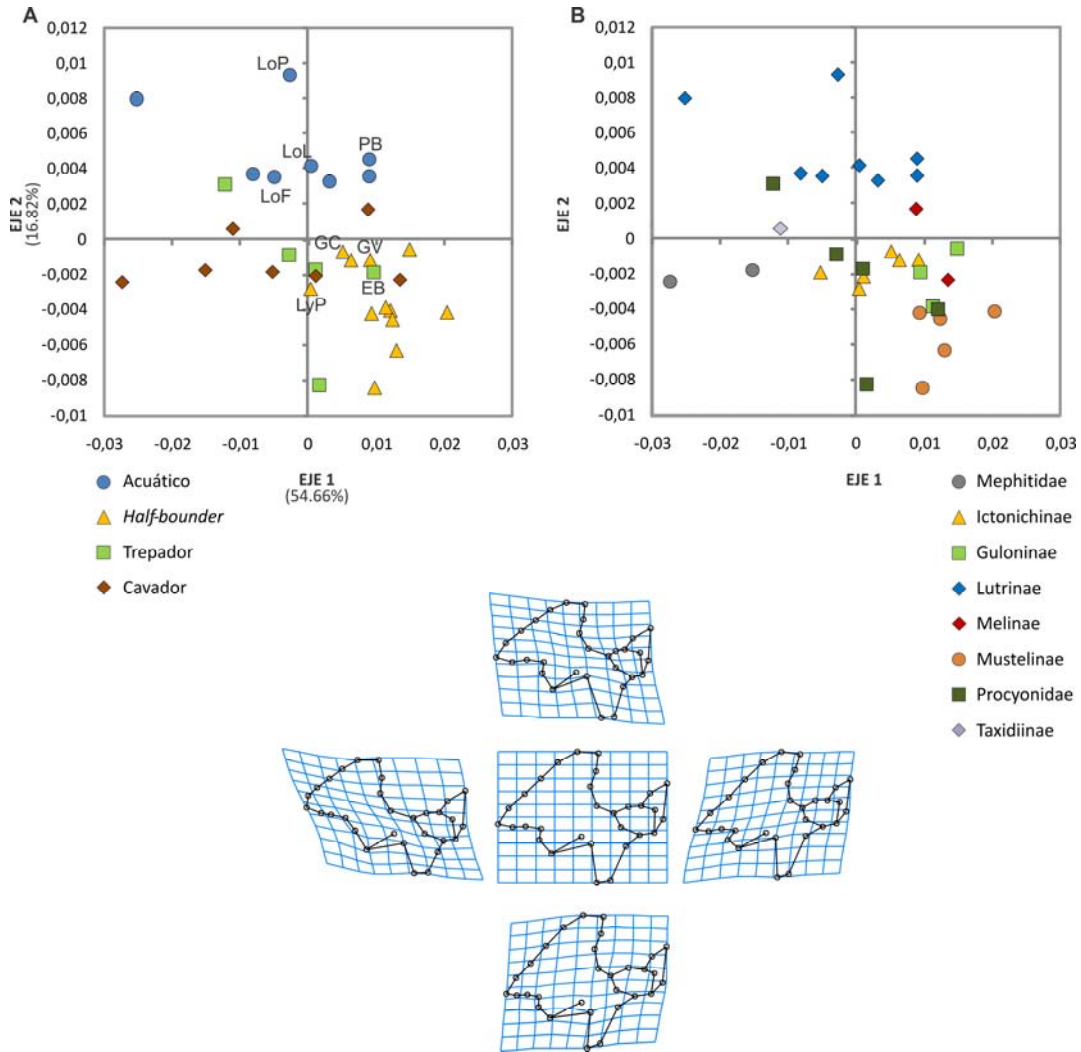 A
0,012
0,01
0,008
0,006
0,004
0,002
0
-0,002
-0,004
-0,006
-0,008
-0,01
EJE 2
(16.82%)
LoP
PB
LoL
LoF
GC
GV
EB
LyP
-0,03
-0,02
-0,01
0
0,01
0,02
0,03
EJE 1
(54.66%)
Acuático
Half-bounder
Trepador
Cavador
B
0,012
0,01
0,008
0,006
0,004
0,002
0
-0,002
-0,004
-0,006
-0,008
-0,01
EJE 2
-0,03
-0,02
-0,01
0
0,01
0,02
0,03
EJE 1
Mephitidae
Ictonichinae
Guloninae
Lutrinae
Melinae
Mustelinae
Procyonidae
Taxidiinae